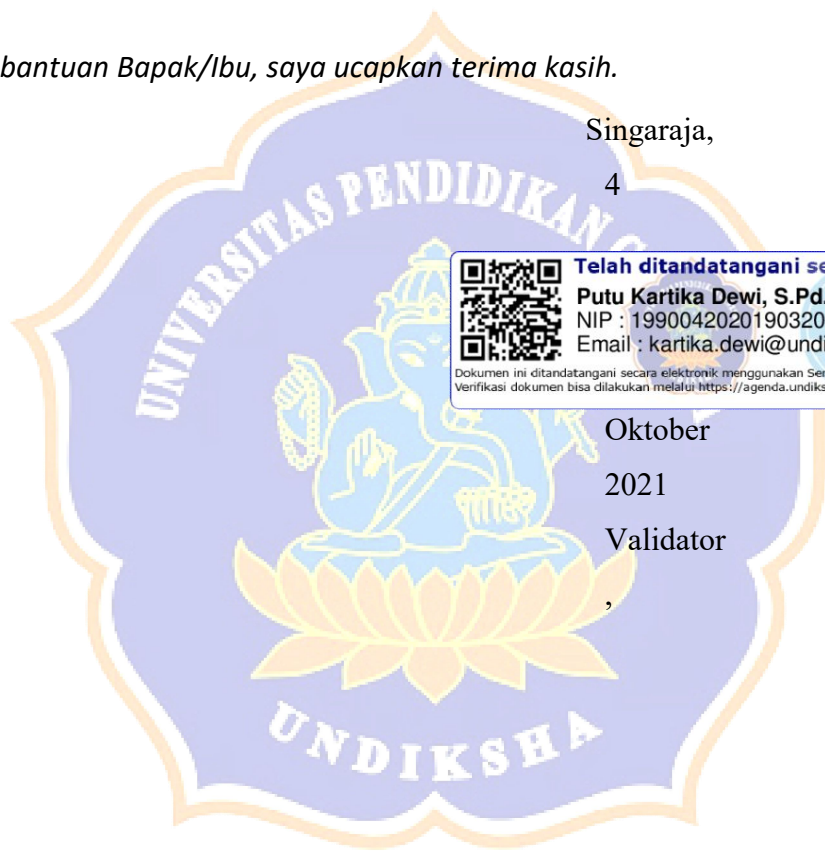 bantuan Bapak/Ibu, saya ucapkan terima kasih.
Singaraja,
4
UNIVERSITAS PENDIDIKAN G
Telah ditandatangani se
Putu Kartika Dewi, S.Pd.
NIP : 1990042020190320
Email : kartika.dewi@undi
Dokumen ini ditandatangani secara elektronik menggunakan Ser
Verifikasi dokumen bisa dilakukan melalui https://agenda.undiks
Oktober
2021
Validator
,
UNDIKSHA